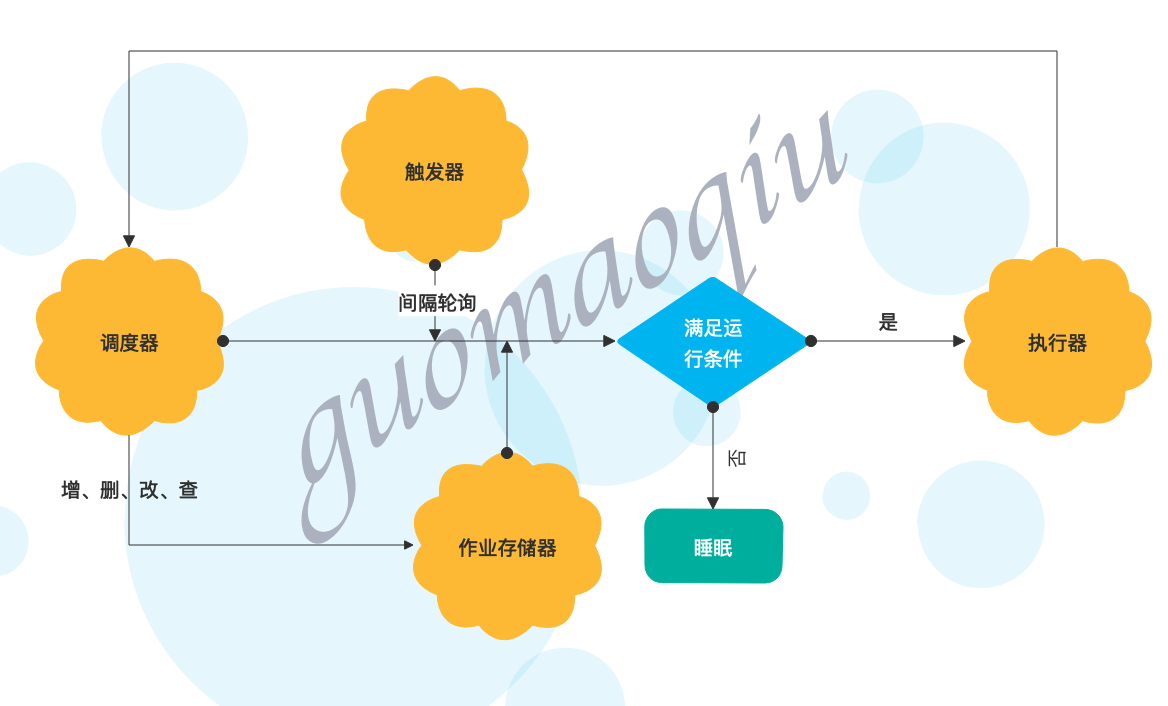 触发器
间隔轮询
guomaoqiu
调度器
满足运
行条件
是
执行器
否
增、删、改、查
作业存储器
睡眠